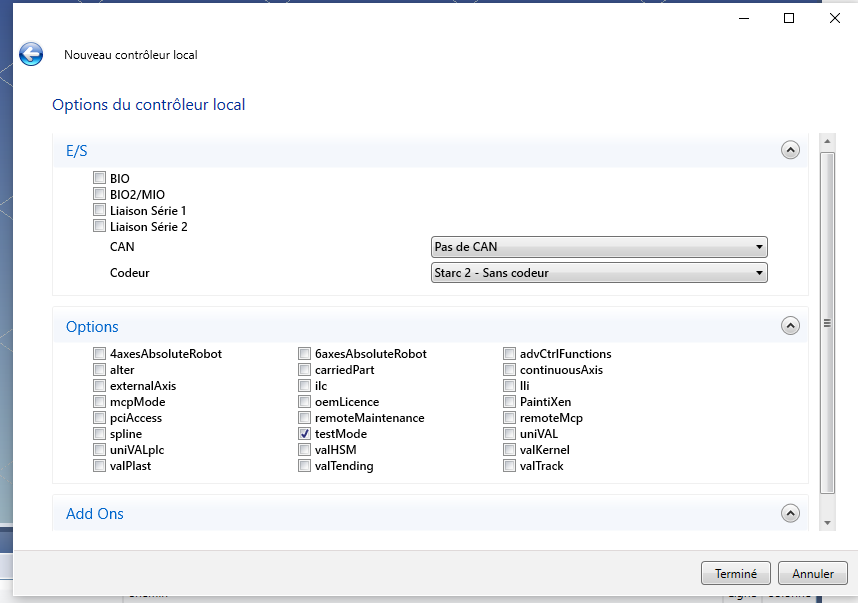 Nouveau contrôleur local
Options du contrôleur local
E/S
BIO
BIO2/MIO
Liaison Série 1
Liaison Série 2
CAN Pas de CAN
Codeur Starc 2 - Sans codeur
Options
4axesAbsoluteRobot 6axesAbsoluteRobot advCtrlFunctions
alter carriedPart continuousAxis
externalAxis ilc lli
mcpMode oemLicence PaintiXen
pciAccess remoteMaintenance remoteMcp
spline testMode uniVAL
uniVALplc valHSM valKernel
valPlast valTending valTrack
Add Ons
Terminé Annuler